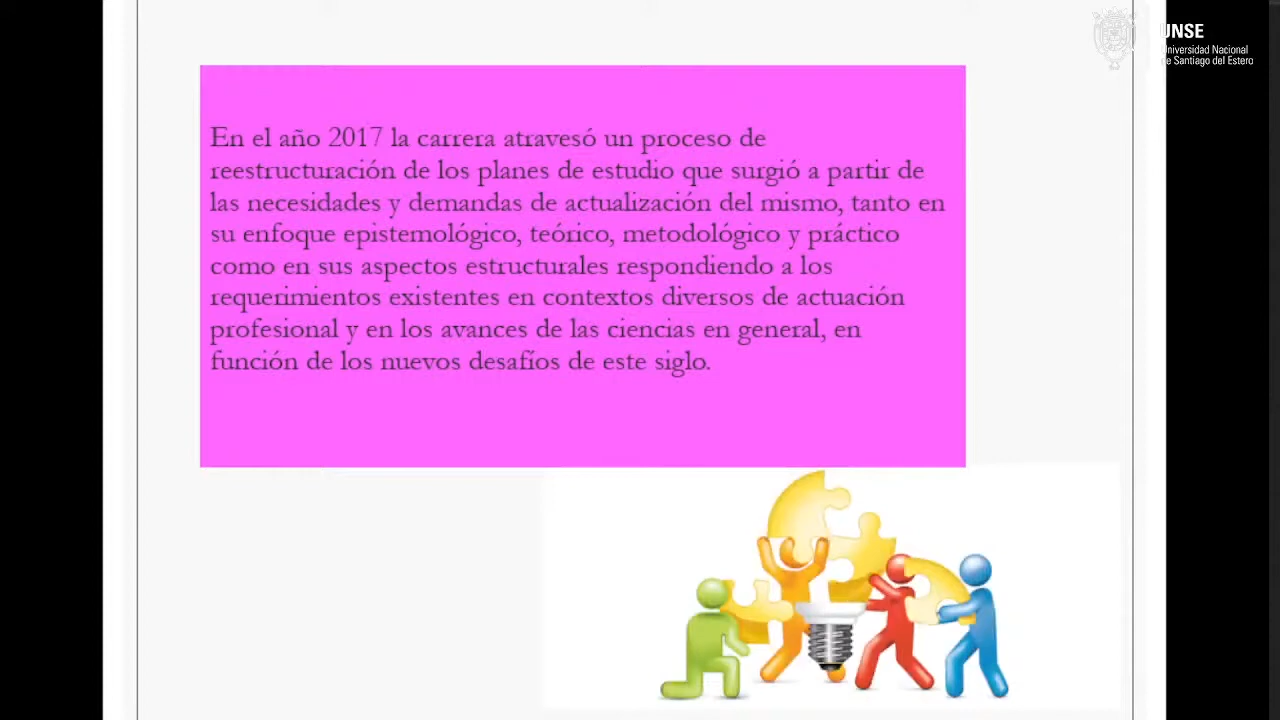 UNSE
Universidad Nacional
de Santiago del Estero
En el año 2017 la carrera atravesó un proceso de
reestructuración de los planes de estudio que surgió a partir de
las necesidades y demandas de actualización del mismo, tanto en
su enfoque epistemológico, teórico, metodológico y práctico
como en sus aspectos estructurales respondiendo a los
requerimientos existentes en contextos diversos de actuación
profesional y en los avances de las ciencias en general, en
función de los nuevos desafíos de este siglo.